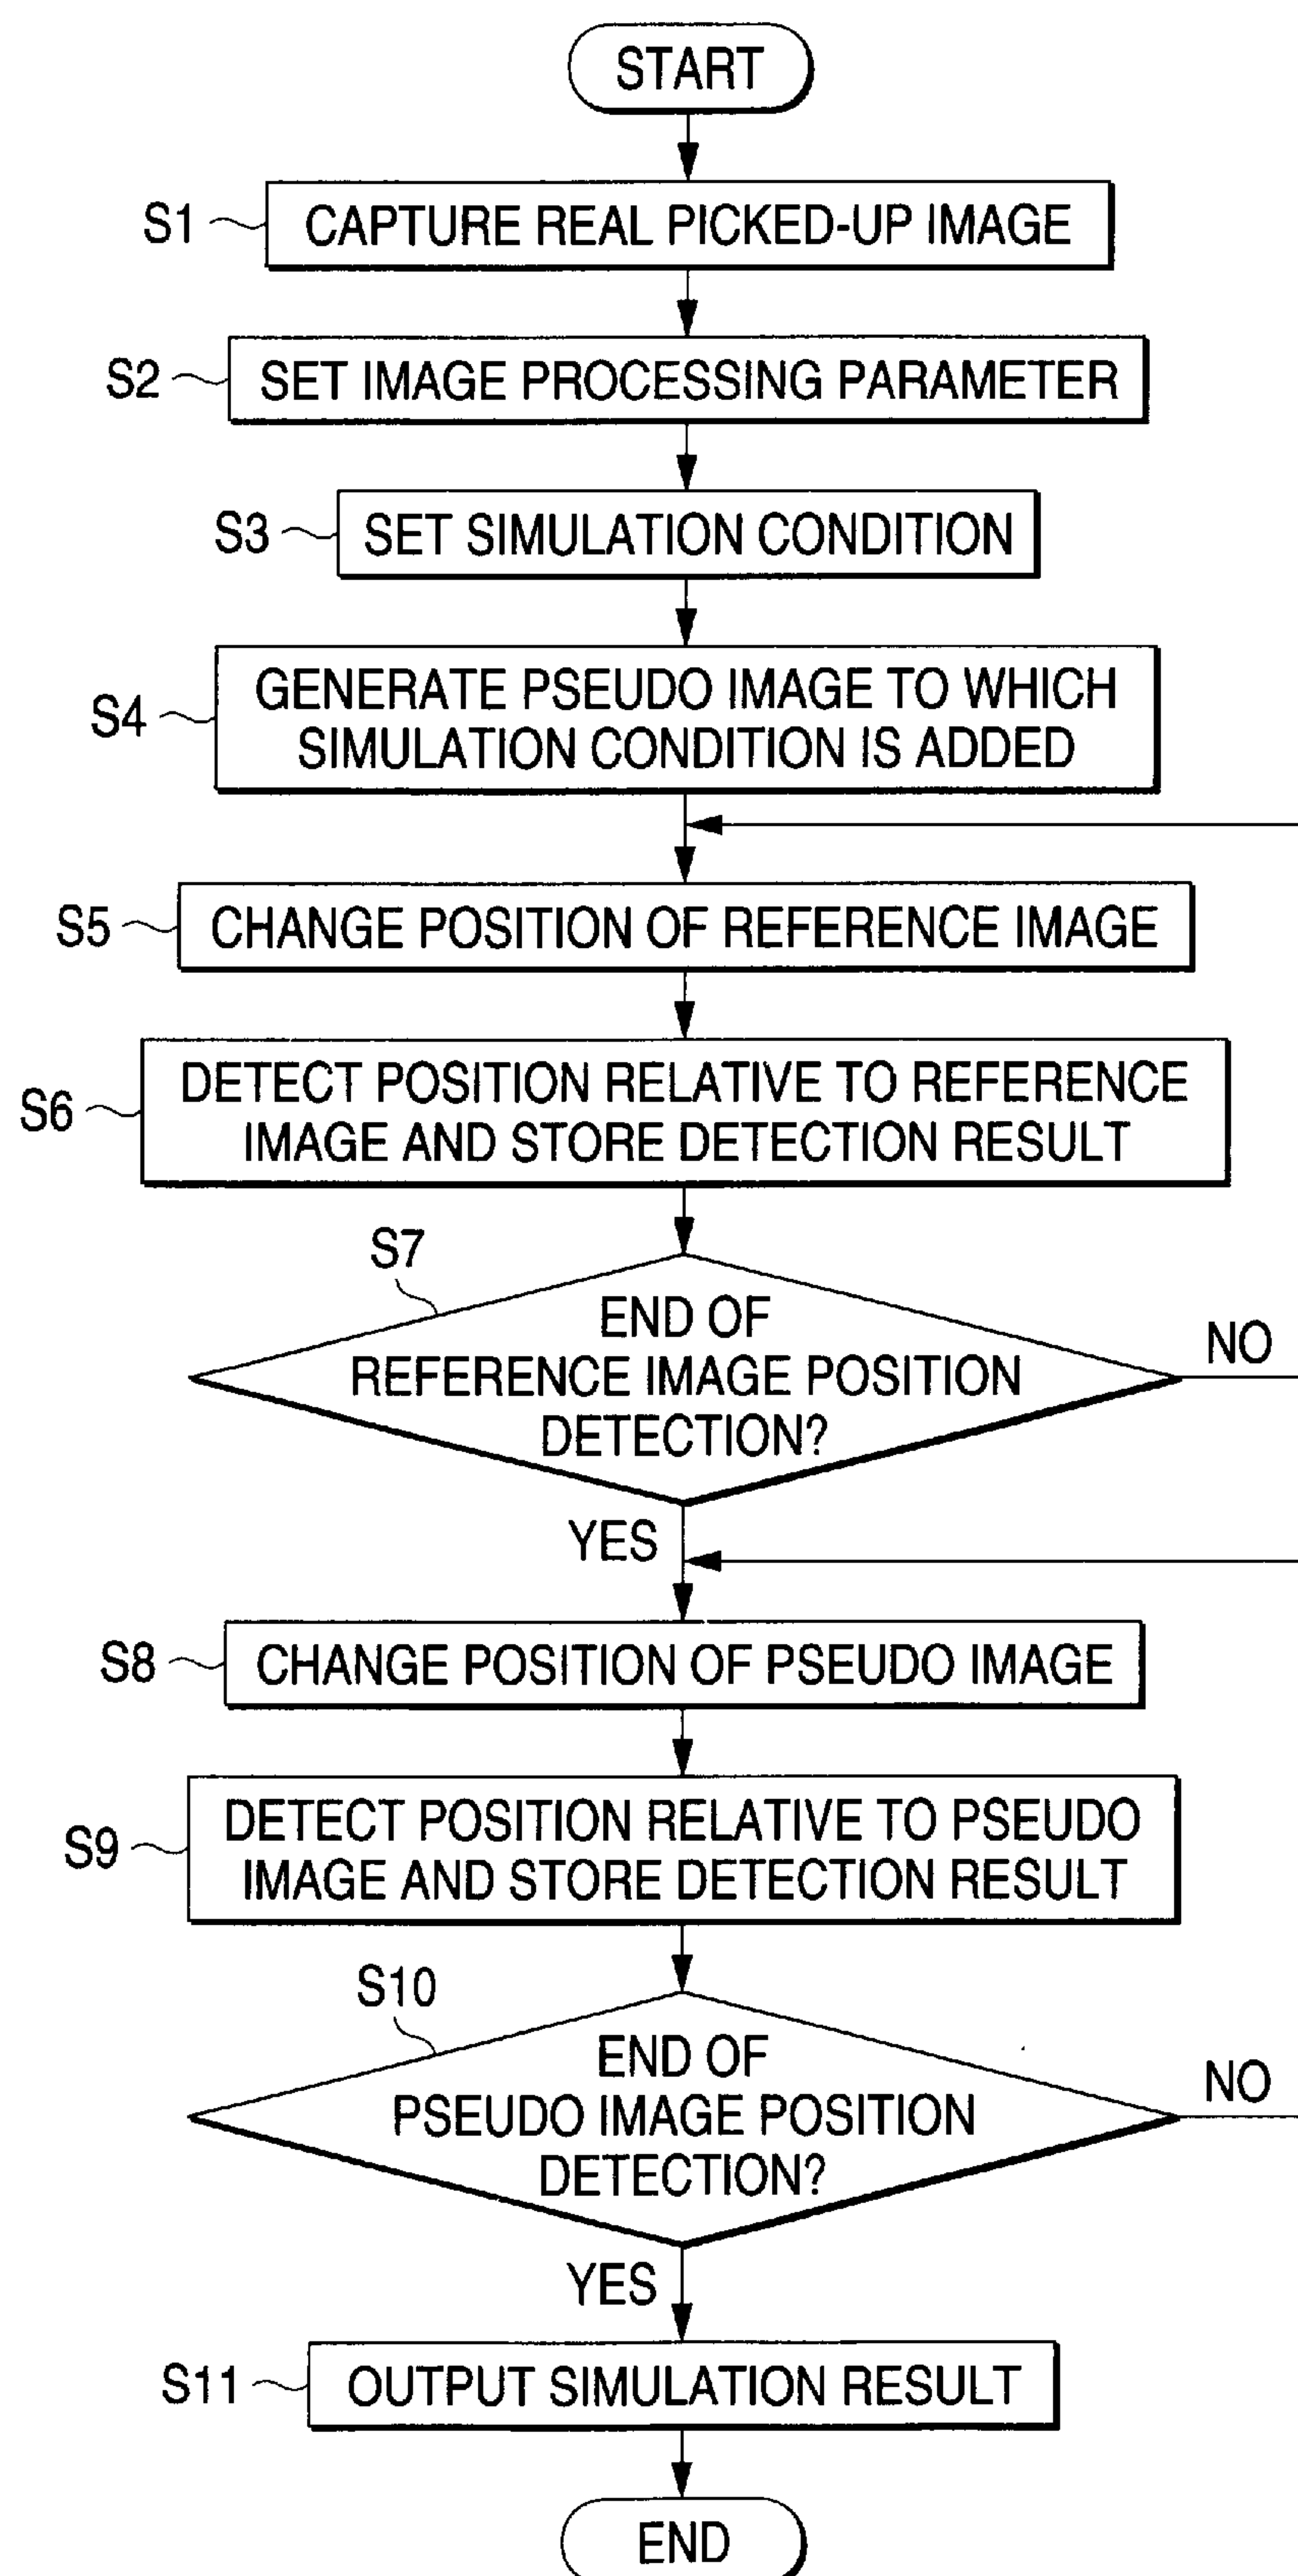 START
S1 CAPTURE REAL PICKED-UP IMAGE
S2 SET IMAGE PROCESSING PARAMETER
S3 SET SIMULATION CONDITION
S4 GENERATE PSEUDO IMAGE TO WHICH
SIMULATION CONDITION IS ADDED
S5 CHANGE POSITION OF REFERENCE IMAGE
S6 DETECT POSITION RELATIVE TO REFERENCE
IMAGE AND STORE DETECTION RESULT
S7
END OF
REFERENCE IMAGE POSITION
DETECTION?
NO
YES
S8 CHANGE POSITION OF PSEUDO IMAGE
S9 DETECT POSITION RELATIVE TO PSEUDO
IMAGE AND STORE DETECTION RESULT
S10
END OF
PSEUDO IMAGE POSITION
DETECTION?
NO
YES
S11 OUTPUT SIMULATION RESULT
END